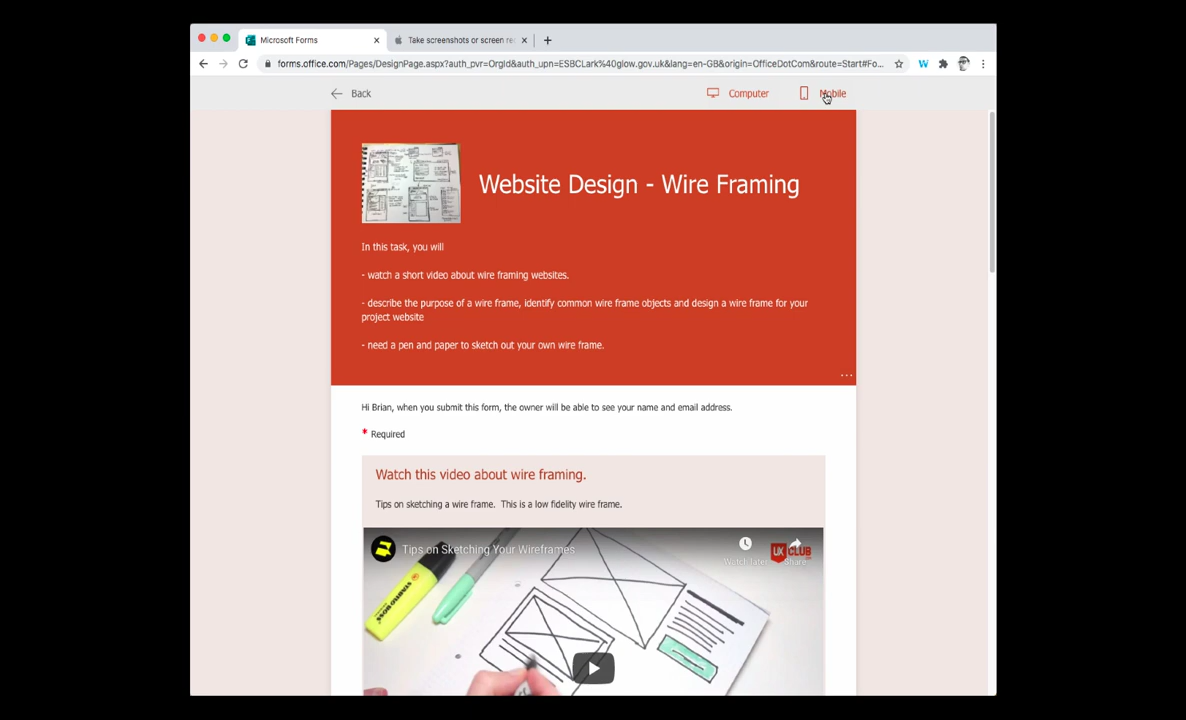 Microsoft Forms
Take screenshots or screen re
forms.office.com/Pages/DesignPage.aspx?auth_pvr=OrgId&auth_upn=ESBCLark%40glow.gov.uk&lang=en-GB&origin=OfficeDotCom&route=Start#Fo...
Back
Computer
Mobile
Website Design - Wire Framing
In this task, you will
- watch a short video about wire framing websites.
- describe the purpose of a wire frame, identify common wire frame objects and design a wire frame for your
project website
- need a pen and paper to sketch out your own wire frame.
...
Hi Brian, when you submit this form, the owner will be able to see your name and email address.
* Required
Watch this video about wire framing.
Tips on sketching a wire frame. This is a low fidelity wire frame.
Tips on Sketching Your Wireframes
Watch later
Share
UX CLUB
STABILO BOSS